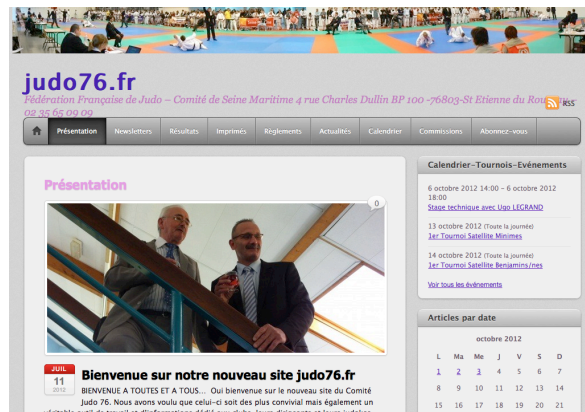 judo76.fr
Fédération Française de Judo – Comité de Seine Maritime 4 rue Charles Dullin BP 100 -76803-St Etienne du
02 35 65 09 09
RSS
Présentation Newsletters Résultats Imprimés Règlements Actualités Calendrier Commissions Abonnez-vous
Présentation
0
JUIL
11
2012
Bienvenue sur notre nouveau site judo76.fr
BIENVENUE A TOUTES ET A TOUS... Oui bienvenue sur le nouveau site du Comité
Judo 76. Nous avons voulu que celui-ci soit des plus convivial mais également un
Calendrier-Tournois-Evénements
6 octobre 2012 14:00 - 6 octobre 2012
18:00
Stage technique avec Ugo LEGRAND
13 octobre 2012 (Toute la journée)
1er Tournoi Satellite Minimes
14 octobre 2012 (Toute la journée)
1er Tournoi Satellite Benjamins/nes
Voir tous les événements
Articles par date
octobre 2012
L Ma Me J V S D
1 2 3 4 5 6 7
8 9 10 11 12 13 14
15 16 17 18 19 20 21